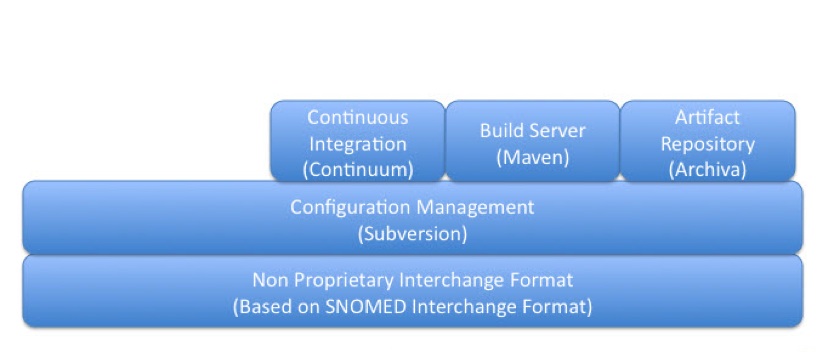 Continuous
Integration
(Continuum)
Build Server
(Maven)
Artifact
Repository
(Archiva)
Configuration Management
(Subversion)
Non Proprietary Interchange Format
(Based on SNOMED Interchange Format)